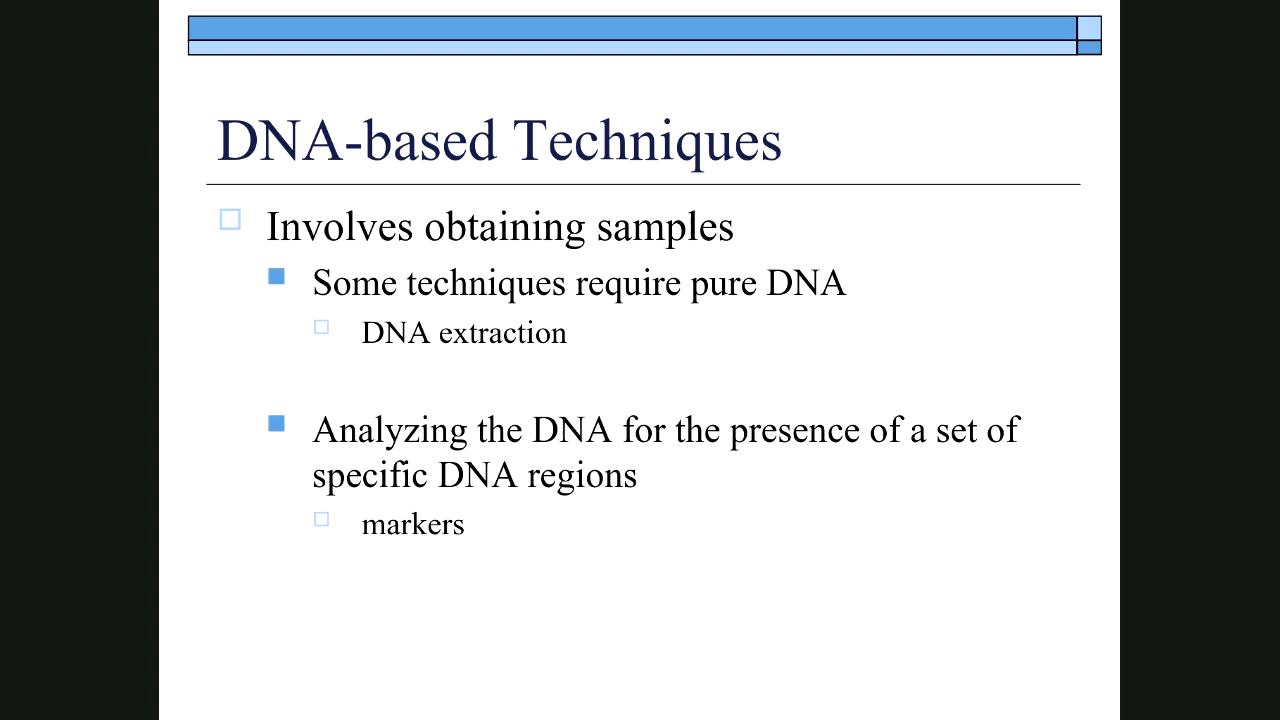 DNA-based Techniques
Involves obtaining samples
Some techniques require pure DNA
DNA extraction
Analyzing the DNA for the presence of a set of
specific DNA regions
markers